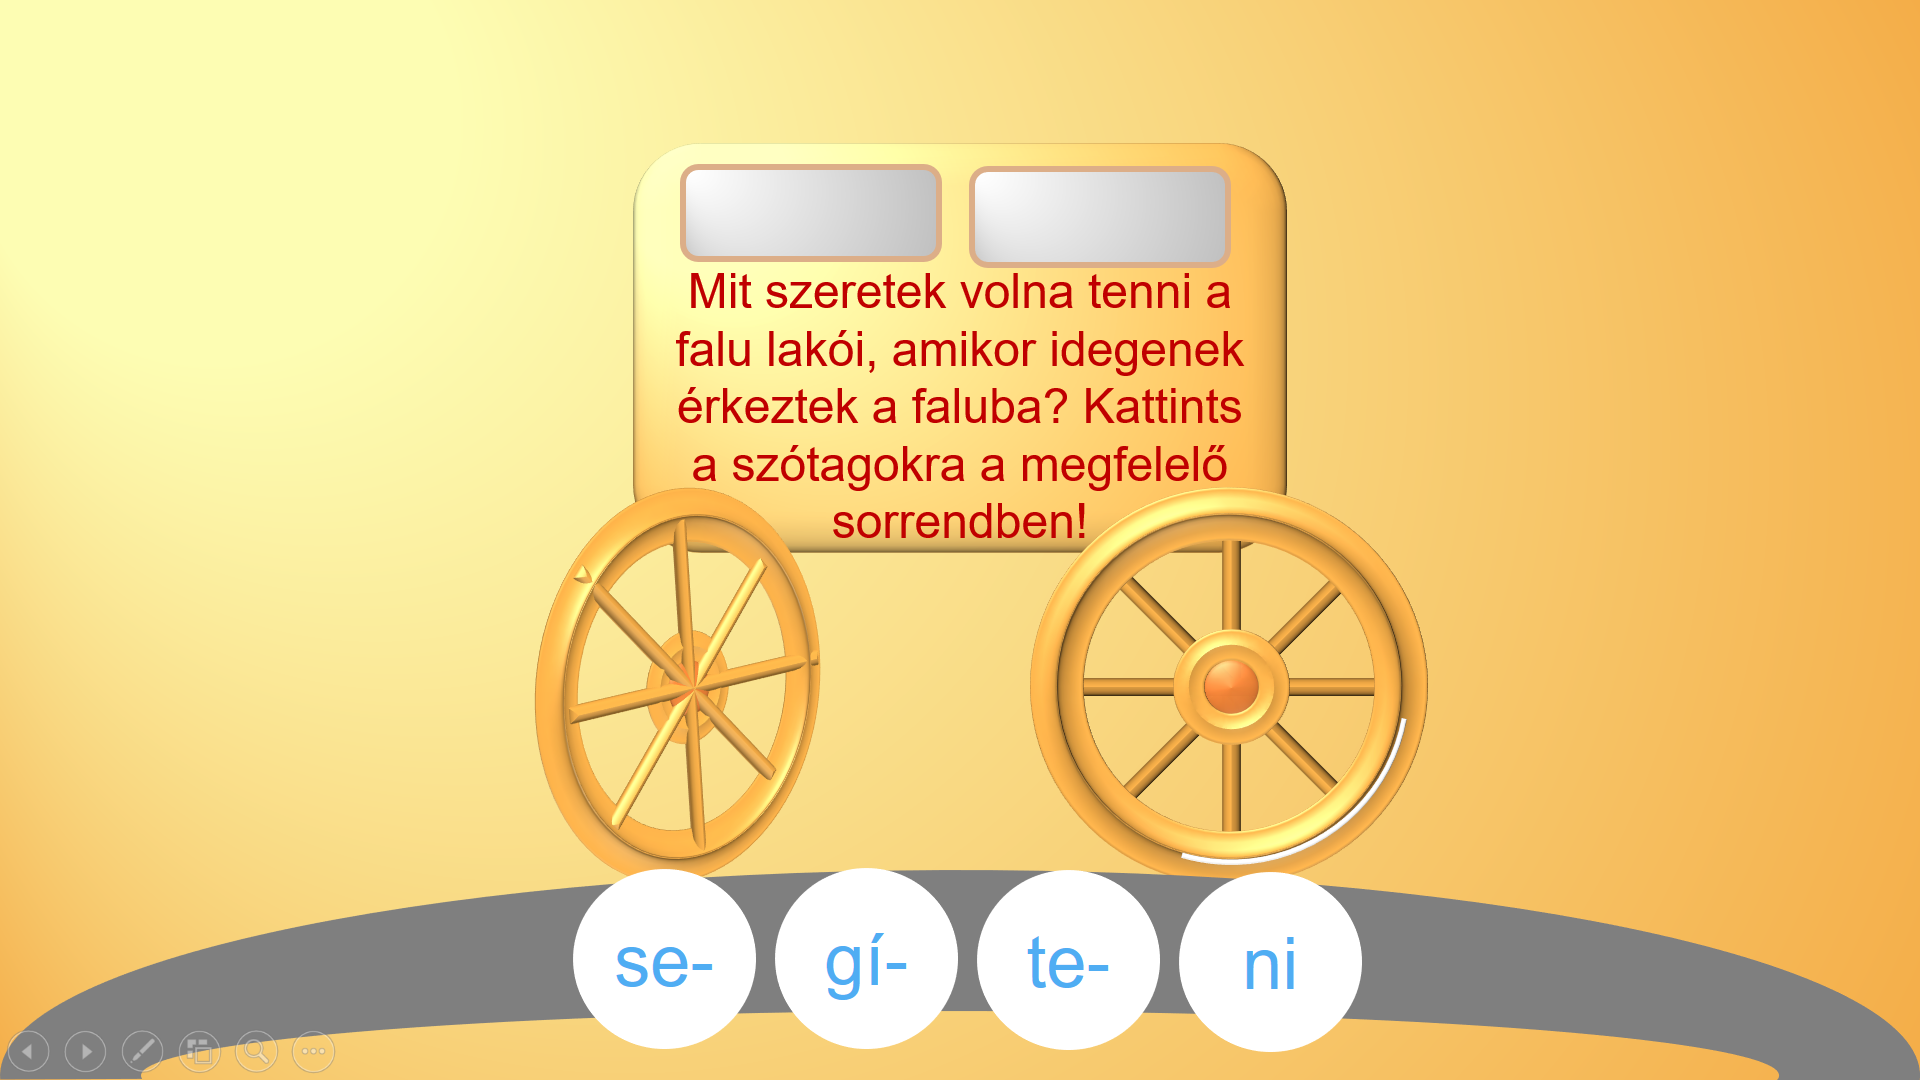 Mit szeretek volna tenni a
falu lakói, amikor idegenek
érkeztek a faluba? Kattints
a szótagokra a megfelelő
sorrendben!
se- gí- te- ni